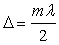 Δ = mλ/2